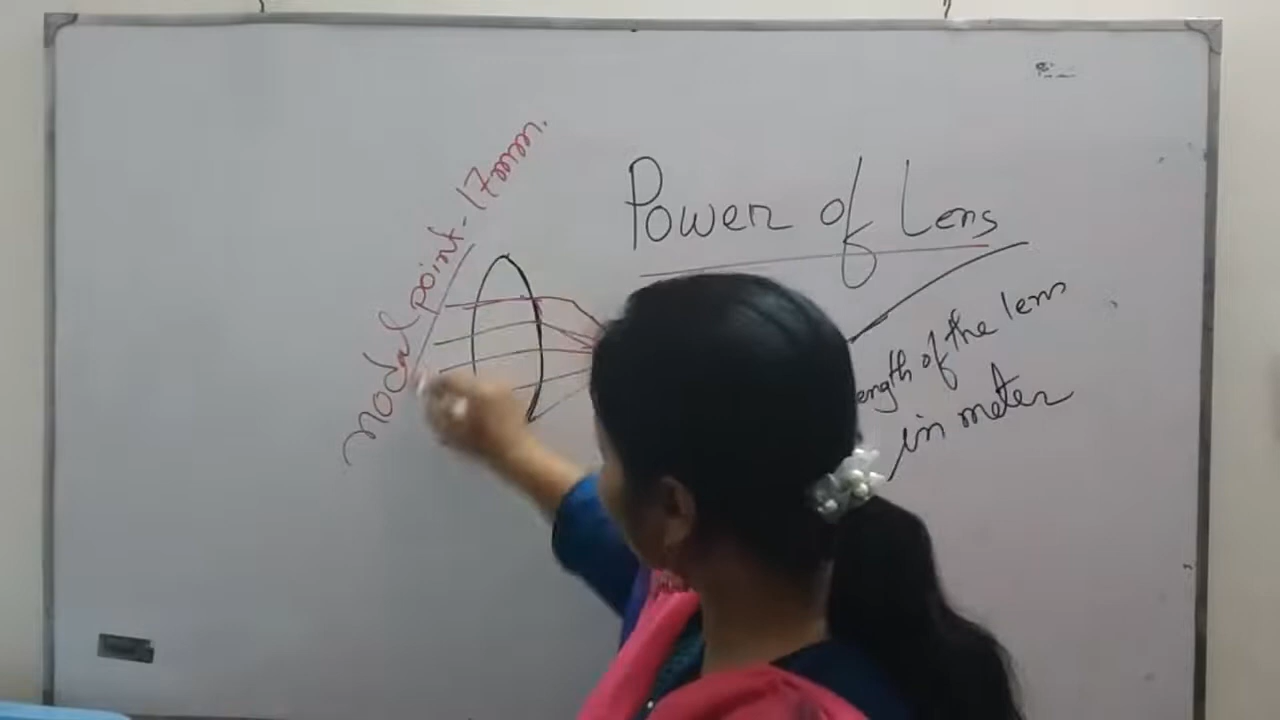 Power of Lens
nodal point - 17mm.
ength of the lens
in meter